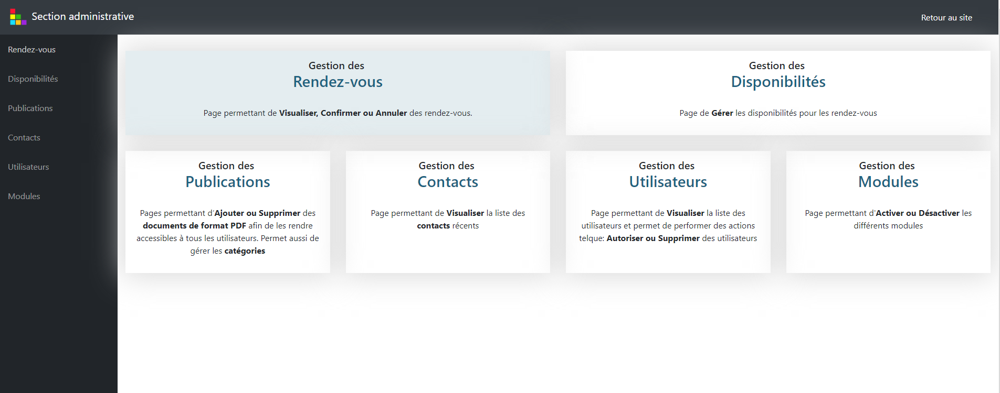 Section administrative
Retour au site
Rendez-vous
Disponibilités
Publications
Contacts
Utilisateurs
Modules
Gestion des
Rendez-vous
Page permettant de Visualiser, Confirmer ou Annuler des rendez-vous.
Gestion des
Disponibilités
Page de Gérer les disponibilités pour les rendez-vous
Gestion des
Publications
Pages permettant d'Ajouter ou Supprimer des
documents de format PDF afin de les rendre
accessibles à tous les utilisateurs. Permet aussi de
gérer les catégories
Gestion des
Contacts
Page permettant de Visualiser la liste des
contacts récents
Gestion des
Utilisateurs
Page permettant de Visualiser la liste des
utilisateurs et permet de performer des actions
telque: Autoriser ou Supprimer des utilisateurs
Gestion des
Modules
Page permettant d'Activer ou Désactiver les
différents modules